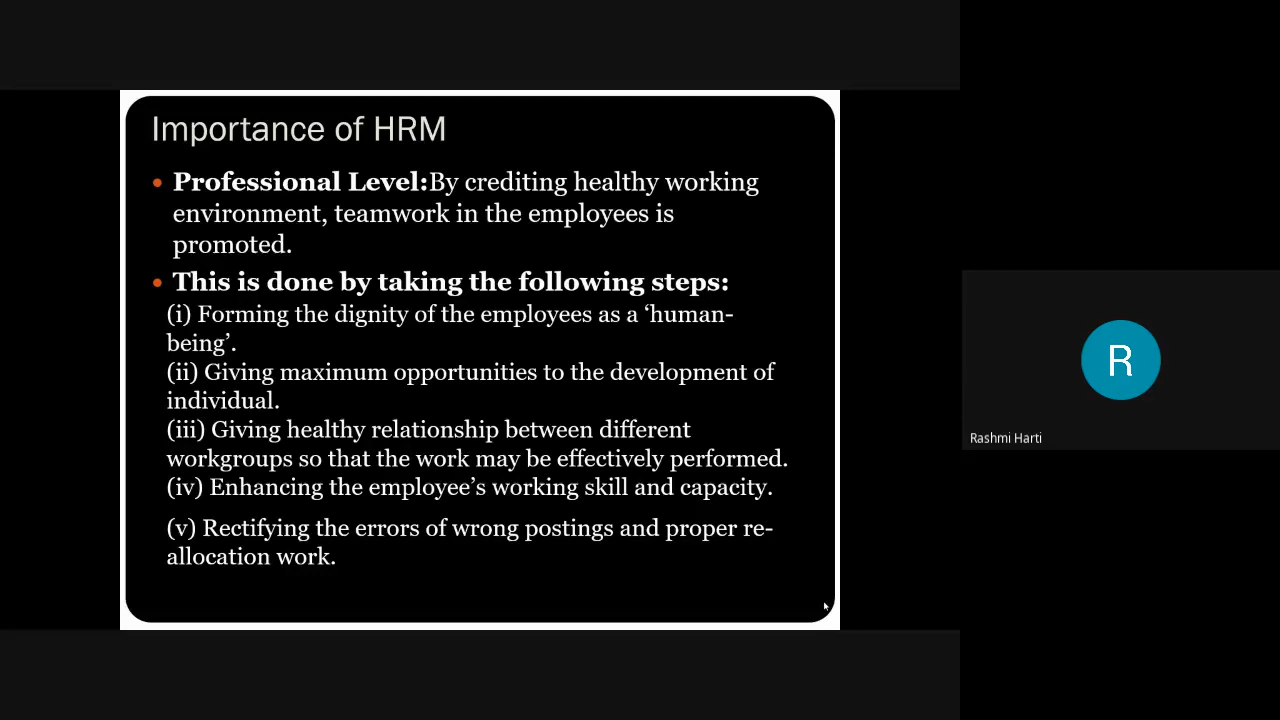 Importance of HRM
• Professional Level:By crediting healthy working
environment, teamwork in the employees is
promoted.
• This is done by taking the following steps:
(i) Forming the dignity of the employees as a ‘human-
being’.
(ii) Giving maximum opportunities to the development of
individual.
(iii) Giving healthy relationship between different
workgroups so that the work may be effectively performed.
(iv) Enhancing the employee’s working skill and capacity.
(v) Rectifying the errors of wrong postings and proper re-
allocation work.
R
Rashmi Harti